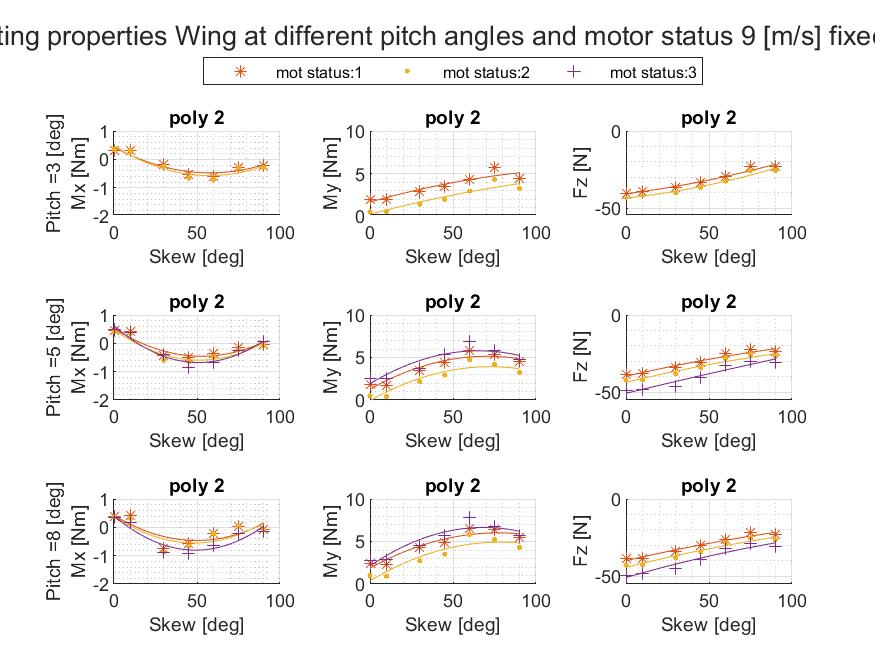 ting properties Wing at different pitch angles and motor status 9 [m/s] fixe
mot status:1 mot status:2 mot status:3
poly 2 poly 2 poly 2
Pitch =3 [deg]
Mx [Nm]
1
0
-1
-2
0 50 100
Skew [deg]
My [Nm]
10
5
0
0 50 100
Skew [deg]
Fz [N]
0
-50
0 50 100
Skew [deg]
poly 2 poly 2 poly 2
Pitch =5 [deg]
Mx [Nm]
1
0
-1
-2
0 50 100
Skew [deg]
My [Nm]
10
5
0
0 50 100
Skew [deg]
Fz [N]
0
-50
0 50 100
Skew [deg]
poly 2 poly 2 poly 2
Pitch =8 [deg]
Mx [Nm]
1
0
-1
-2
0 50 100
Skew [deg]
My [Nm]
10
5
0
0 50 100
Skew [deg]
Fz [N]
0
-50
0 50 100
Skew [deg]